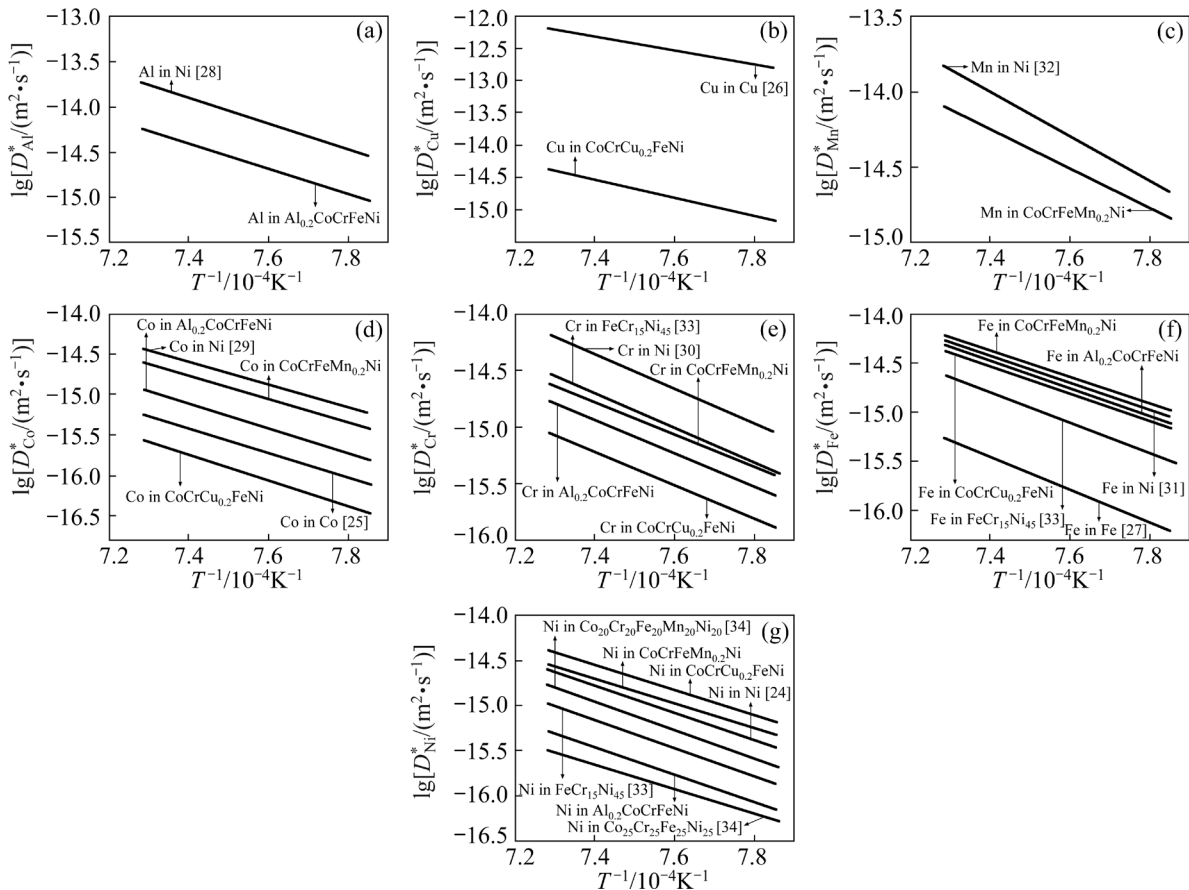 (a)
−13.0
−13.5
−14.0
−14.5
−15.0
−15.5
lg[D*Al/(m²•s⁻¹)]
Al in Ni [28]
Al in Al0.2CoCrFeNi
7.2 7.4 7.6 7.8
T⁻¹/10⁻⁴K⁻¹
(b)
−12.0
−12.5
−13.0
−13.5
−14.0
−14.5
−15.0
lg[D*Cu/(m²•s⁻¹)]
Cu in Cu [26]
Cu in CoCrCu0.2FeNi
7.2 7.4 7.6 7.8
T⁻¹/10⁻⁴K⁻¹
(c)
−13.5
−14.0
−14.5
−15.0
lg[D*Mn/(m²•s⁻¹)]
Mn in Ni [32]
Mn in CoCrFeMn0.2Ni
7.2 7.4 7.6 7.8
T⁻¹/10⁻⁴K⁻¹
(d)
−14.0
−14.5
−15.0
−15.5
−16.0
−16.5
lg[D*Co/(m²•s⁻¹)]
Co in Al0.2CoCrFeNi
Co in Ni [29]
Co in CoCrFeMn0.2Ni
Co in CoCrCu0.2FeNi
Co in Co [25]
7.2 7.4 7.6 7.8
T⁻¹/10⁻⁴K⁻¹
(e)
−14.0
−14.5
−15.0
−15.5
−16.0
lg[D*Cr/(m²•s⁻¹)]
Cr in FeCr15Ni45 [33]
Cr in Ni [30]
Cr in CoCrFeMn0.2Ni
Cr in Al0.2CoCrFeNi
Cr in CoCrCu0.2FeNi
7.2 7.4 7.6 7.8
T⁻¹/10⁻⁴K⁻¹
(f)
−14.0
−14.5
−15.0
−15.5
−16.0
lg[D*Fe/(m²•s⁻¹)]
Fe in CoCrFeMn0.2Ni
Fe in Al0.2CoCrFeNi
Fe in CoCrCu0.2FeNi
Fe in Ni [31]
Fe in FeCr15Ni45 [33]
Fe in Fe [27]
7.2 7.4 7.6 7.8
T⁻¹/10⁻⁴K⁻¹
(g)
−14.0
−14.5
−15.0
−15.5
−16.0
−16.5
lg[D*Ni/(m²•s⁻¹)]
Ni in Co20Cr20Fe20Mn20Ni20 [34]
Ni in CoCrFeMn0.2Ni
Ni in CoCrCu0.2FeNi
Ni in Ni [24]
Ni in FeCr15Ni45 [33]
Ni in Al0.2CoCrFeNi
Ni in Co25Cr25Fe25Ni25 [34]
7.2 7.4 7.6 7.8
T⁻¹/10⁻⁴K⁻¹